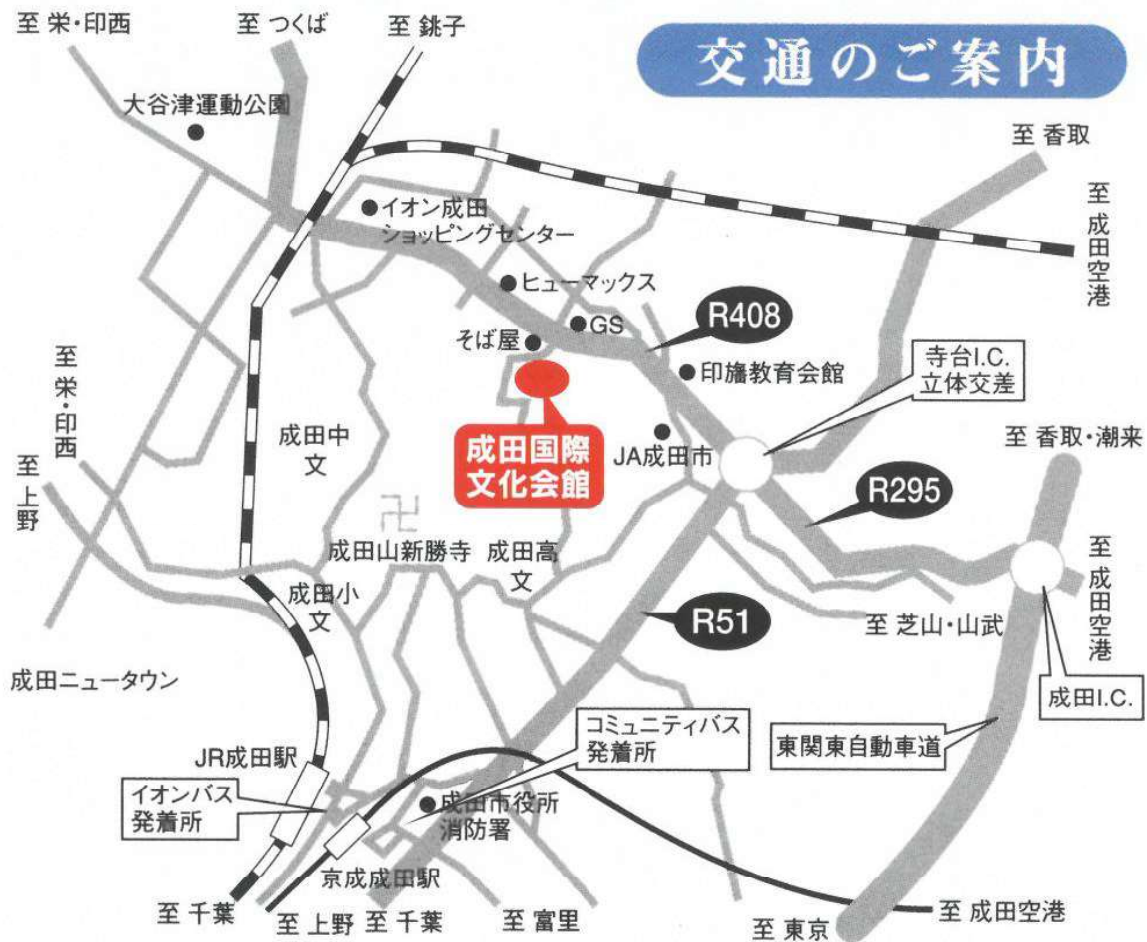 至 栄・印西
至 つくば
至 銚子
交通のご案内
大谷津運動公園
至 香取
至 成田空港
イオン成田
ショッピングセンター
ヒューマックス
GS
R408
そば屋
印旛教育会館
寺台I.C.
立体交差
至 栄・印西
成田中
文
成田国際
文化会館
JA成田市
至 香取・潮来
至 上野
R295
卍
成田山新勝寺
成田高
文
至 成田空港
成田小
文
R51
至 芝山・山武
成田ニュータウン
成田I.C.
コミュニティバス
発着所
東関東自動車道
JR成田駅
イオンバス
発着所
成田市役所
消防署
京成成田駅
至 千葉
至 上野
至 千葉
至 富里
至 東京
至 成田空港